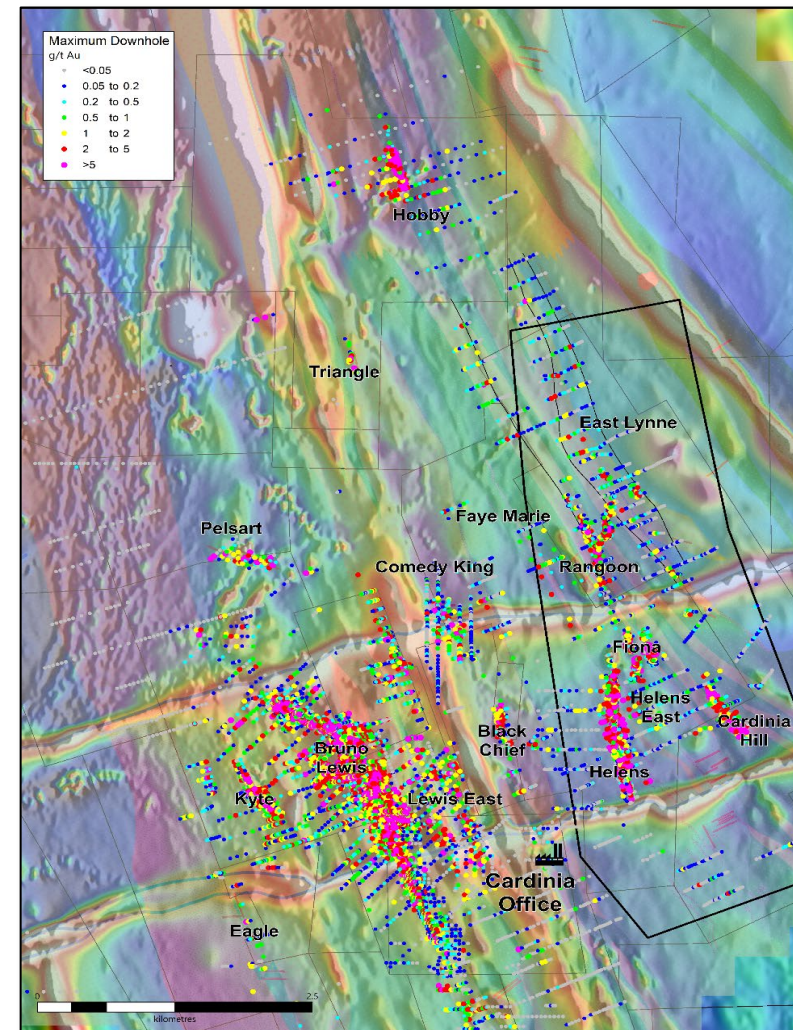 Maximum Downhole
g/t Au
<0.05
0.05 to 0.2
0.2 to 0.5
0.5 to 1
1 to 2
2 to 5
>5
Hobby
Triangle
East Lynne
Faye Marie
Pelsart
Comedy King
Rangoon
Fiona
Helens
East
Cardinia
Hill
Black
Chief
Bruno
Lewis
Helens
Kyte
Lewis East
Cardinia
Office
Eagle
0
2.5
kilometres